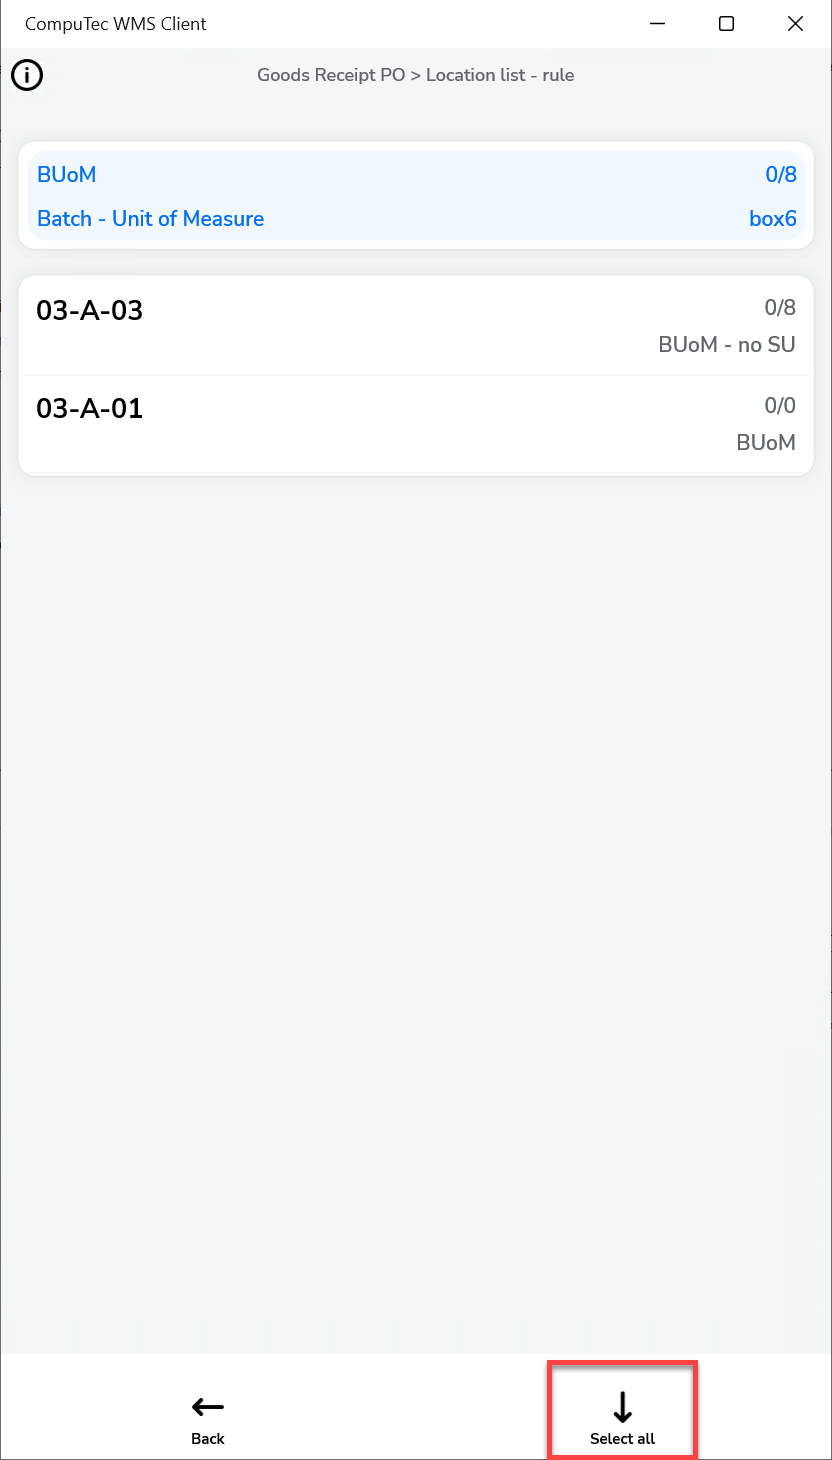 CompuTec WMS Client
Goods Receipt PO > Location list - rule
BUoM 0/8
Batch - Unit of Measure box6
03-A-03 0/8
BUoM - no SU
03-A-01 0/0
BUoM
Back Select all